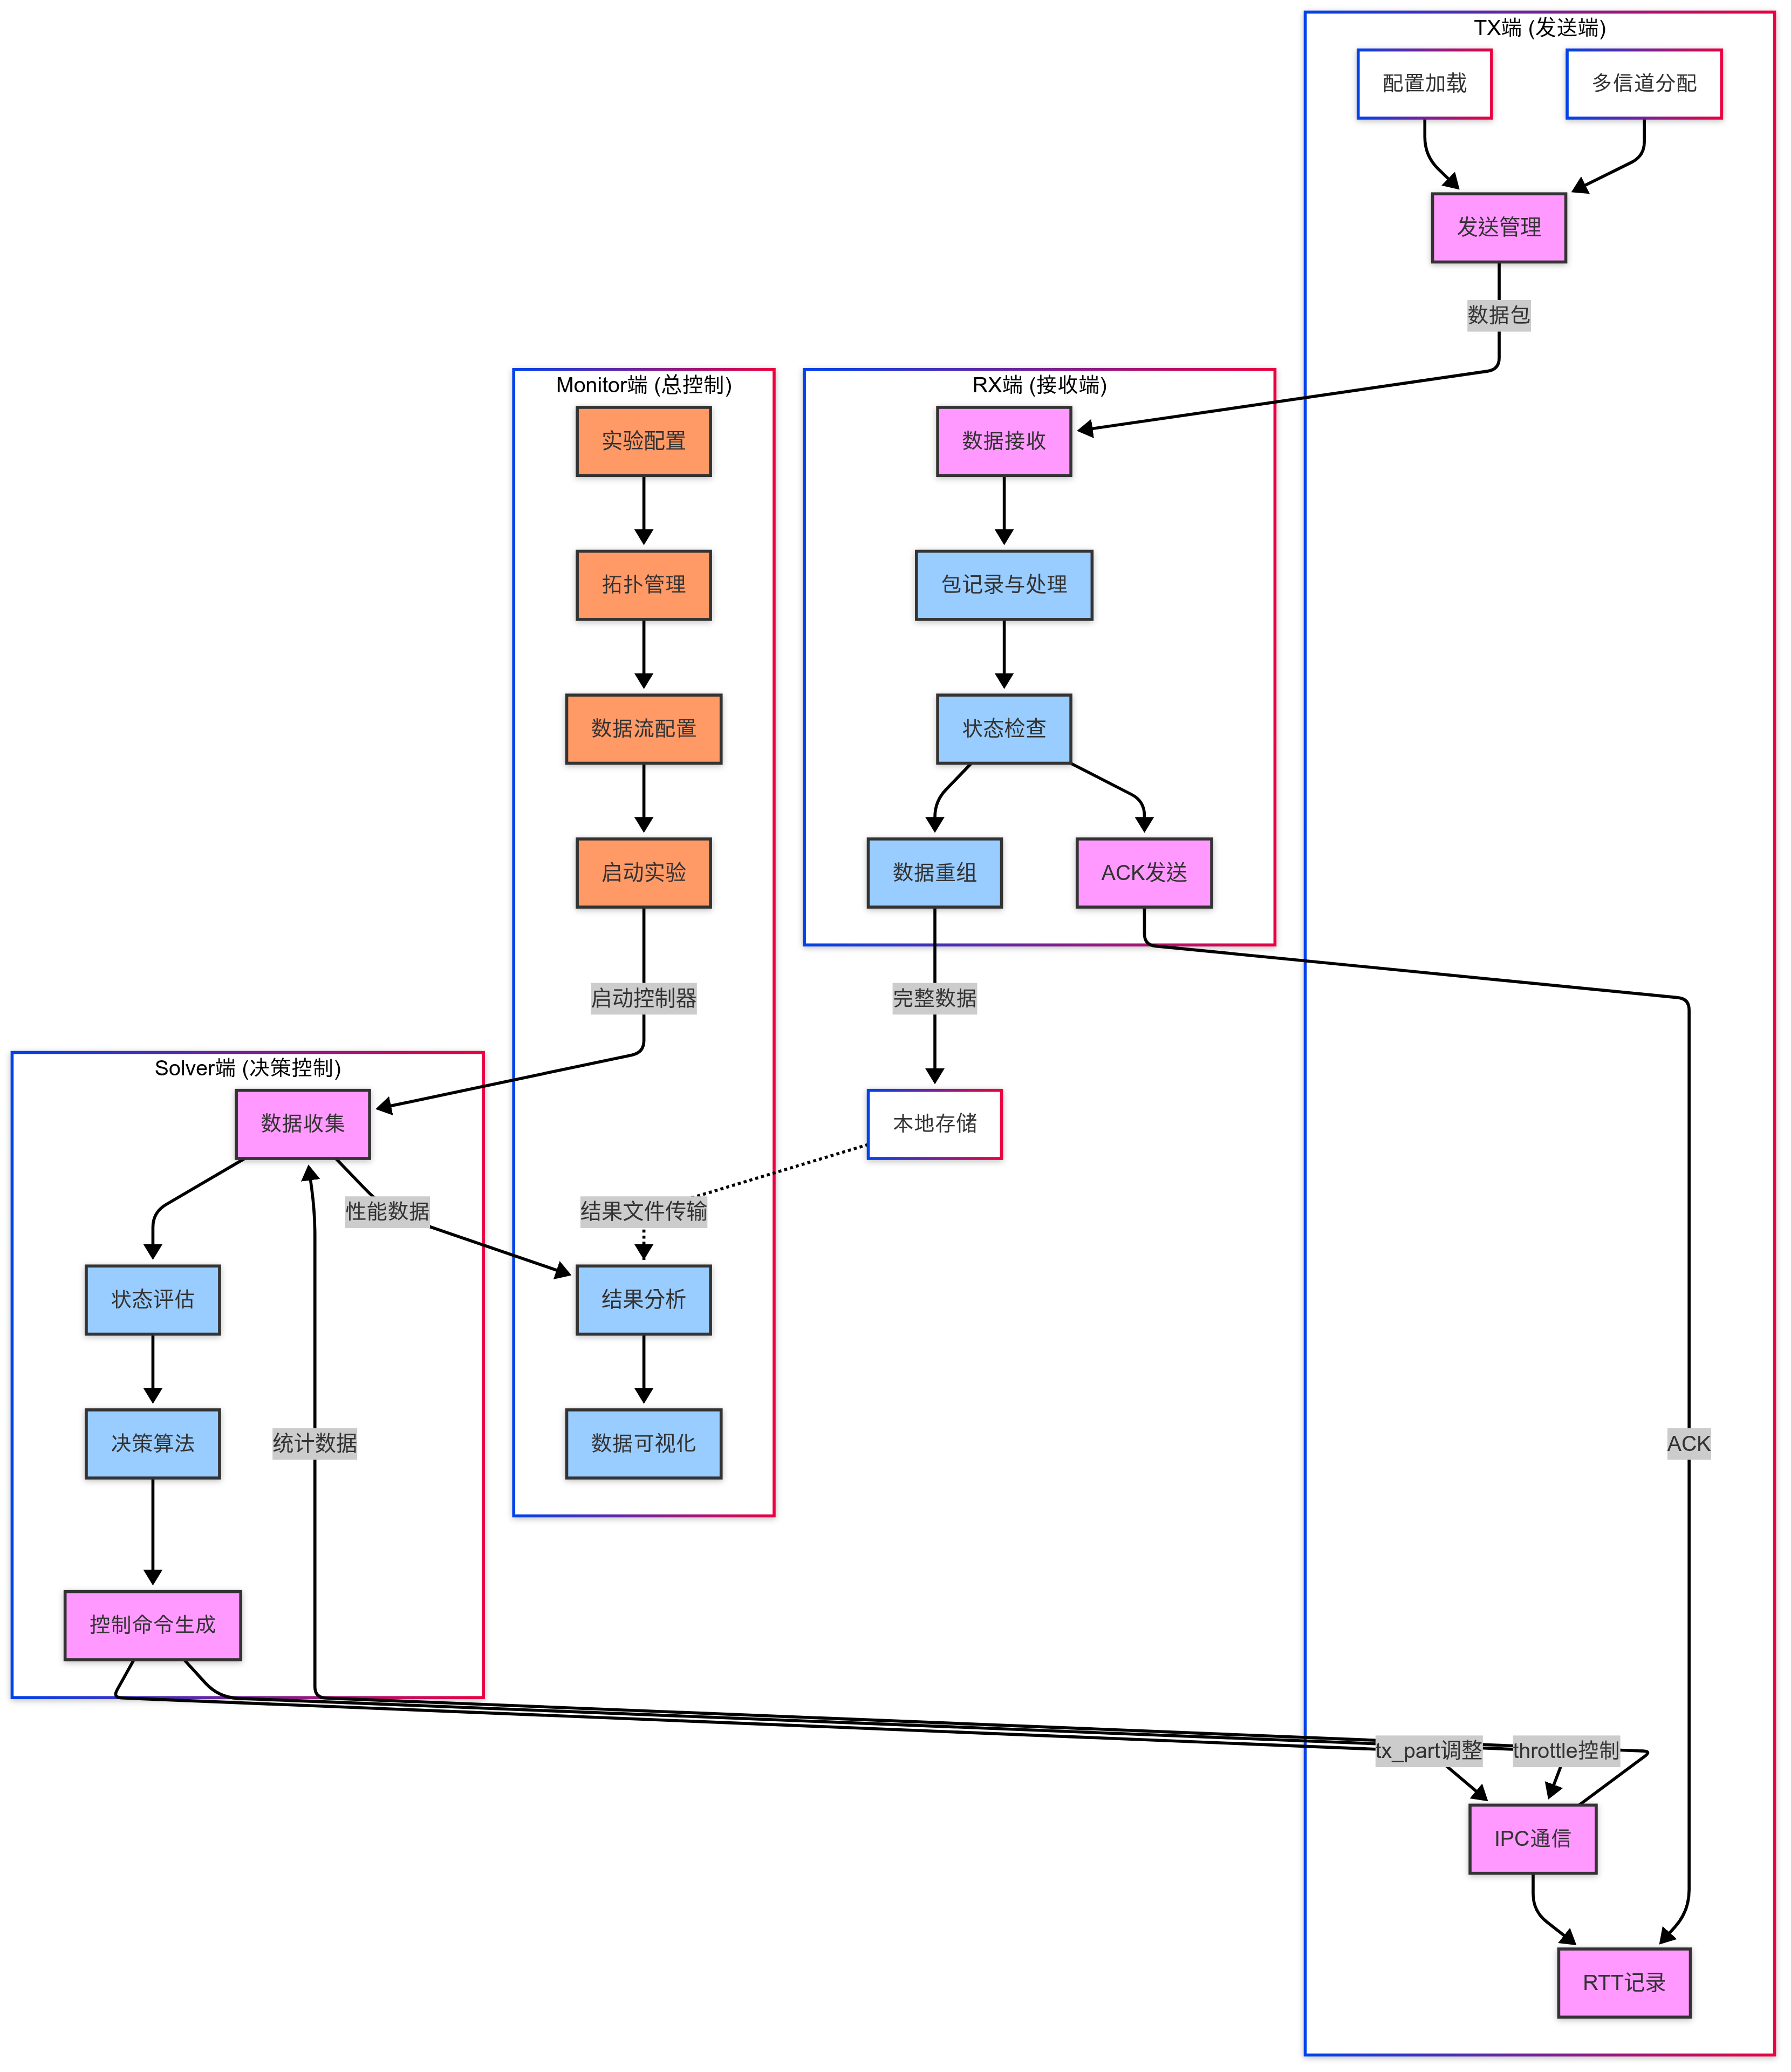 TX端 (发送端)
配置加载
多信道分配
发送管理
数据包
Monitor端 (总控制)
实验配置
拓扑管理
数据流配置
启动实验
启动控制器
RX端 (接收端)
数据接收
包记录与处理
状态检查
数据重组
ACK发送
完整数据
本地存储
Solver端 (决策控制)
数据收集
性能数据
结果文件传输
状态评估
结果分析
决策算法
统计数据
数据可视化
ACK
控制命令生成
tx_part调整
throttle控制
IPC通信
RTT记录